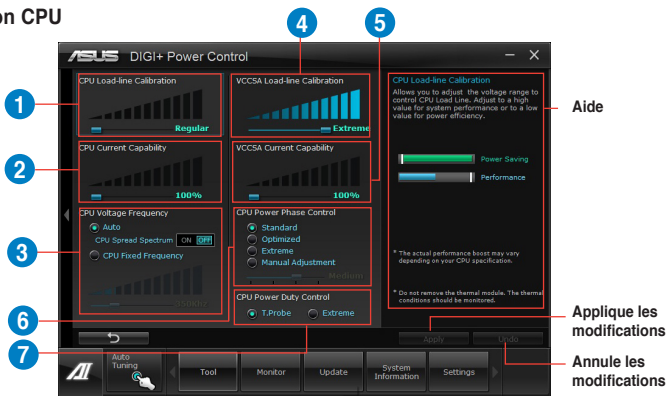 on CPU
4
5
ASUS DIGI+ Power Control
CPU Load-line Calibration
Regular
VCCSA Load-line Calibration
Extreme
CPU Load-line Calibration
Allows you to adjust the voltage range to
control CPU Load Line. Adjust to a high
value for system performance or to a low
value for power efficiency.
Power Saving
Performance
* The actual performance boost may vary
depending on your CPU specification.
* Do not remove the thermal module. The thermal
conditions should be monitored.
Aide
1
CPU Current Capability
100%
VCCSA Current Capability
100%
2
CPU Voltage Frequency
Auto
CPU Spread Spectrum ON OFF
CPU Fixed Frequency
3
CPU Power Phase Control
Standard
Optimized
Extreme
Manual Adjustment
Medium
6
CPU Power Duty Control
T.Probe
Extreme
7
Apply
Undo
Applique les
modifications
Annule les
modifications
AI
Auto
Tuning
Tool
Monitor
Update
System
Information
Settings